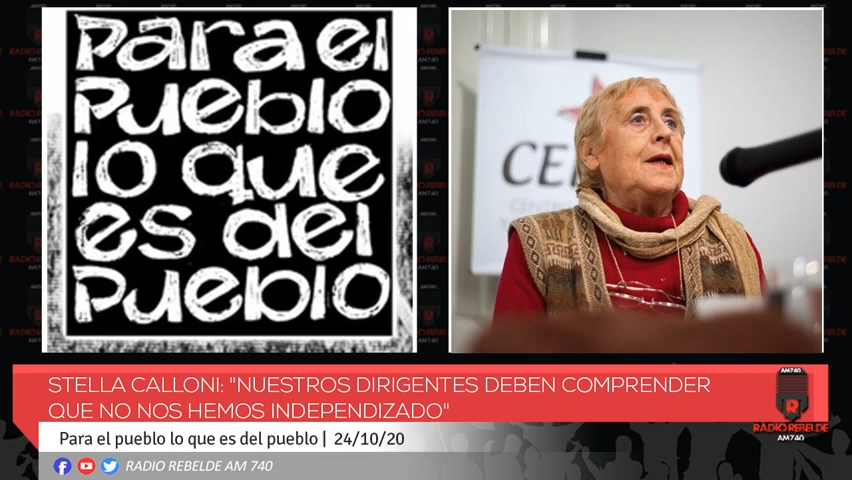 Para el
Pueblo
lo que
es del
Pueblo
CE
CENT
STELLA CALLONI: "NUESTROS DIRIGENTES DEBEN COMPRENDER
QUE NO NOS HEMOS INDEPENDIZADO"
Para el pueblo lo que es del pueblo | 24/10/20
RADIO REBELDE AM 740
AM740
R
RADIO REBELDE
AM740